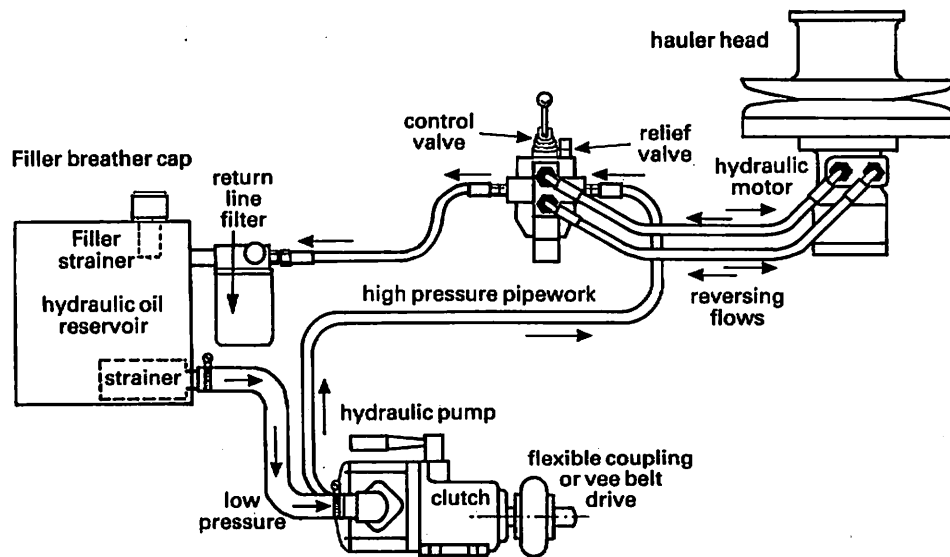 hauler head
control
valve
relief
valve
Filler breather cap
return
line
filter
hydraulic
motor
Filler
strainer
hydraulic oil
reservoir
high pressure pipework
reversing
flows
strainer
hydraulic pump
flexible coupling
or vee belt
drive
clutch
low
pressure